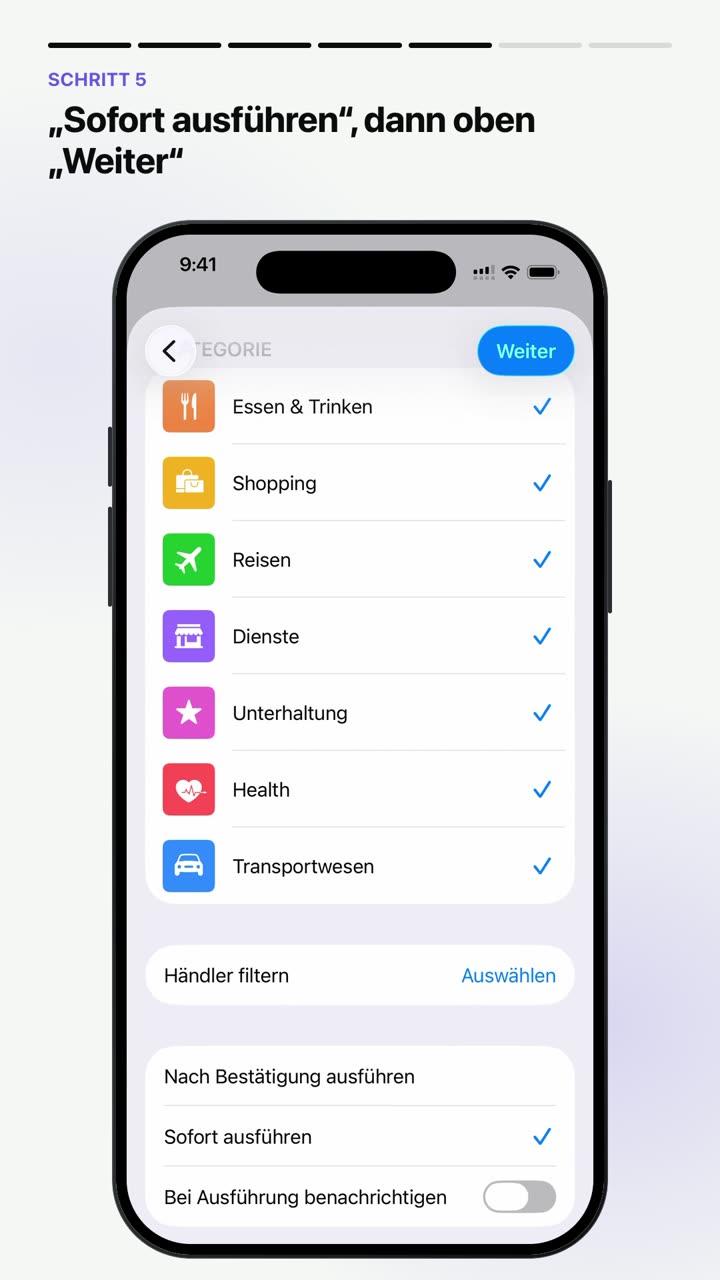 SCHRITT 5
„Sofort ausführen“, dann oben
„Weiter“
9:41
TEGORIE
Weiter
Essen & Trinken
Shopping
Reisen
Dienste
Unterhaltung
Health
Transportwesen
Händler filtern
Auswählen
Nach Bestätigung ausführen
Sofort ausführen
Bei Ausführung benachrichtigen